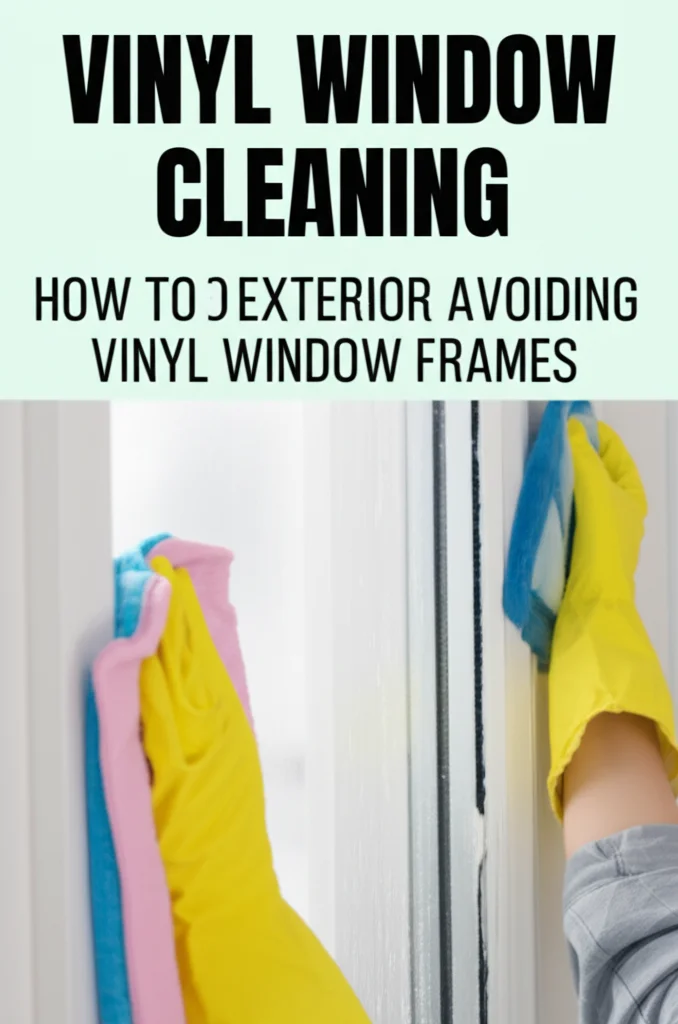 VINYL WINDOW
CLEANING
HOW TO EXTERIOR AVOIDING
VINYL WINDOW FRAMES